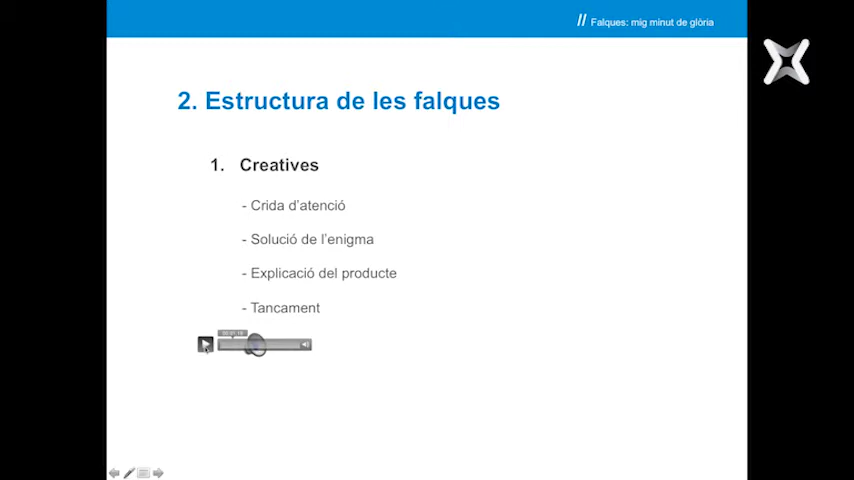 // Falques: mig minut de glòria
2. Estructura de les falques
1. Creatives
- Crida d'atenció
- Solució de l'enigma
- Explicació del producte
- Tancament